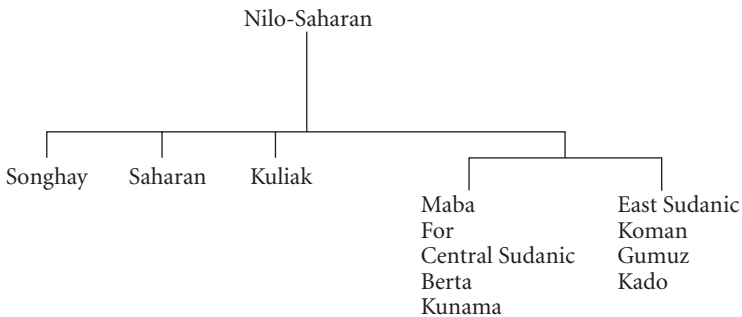 Nilo-Saharan
Songhay Saharan Kuliak
Maba East Sudanic
For Koman
Central Sudanic Gumuz
Berta Kado
Kunama